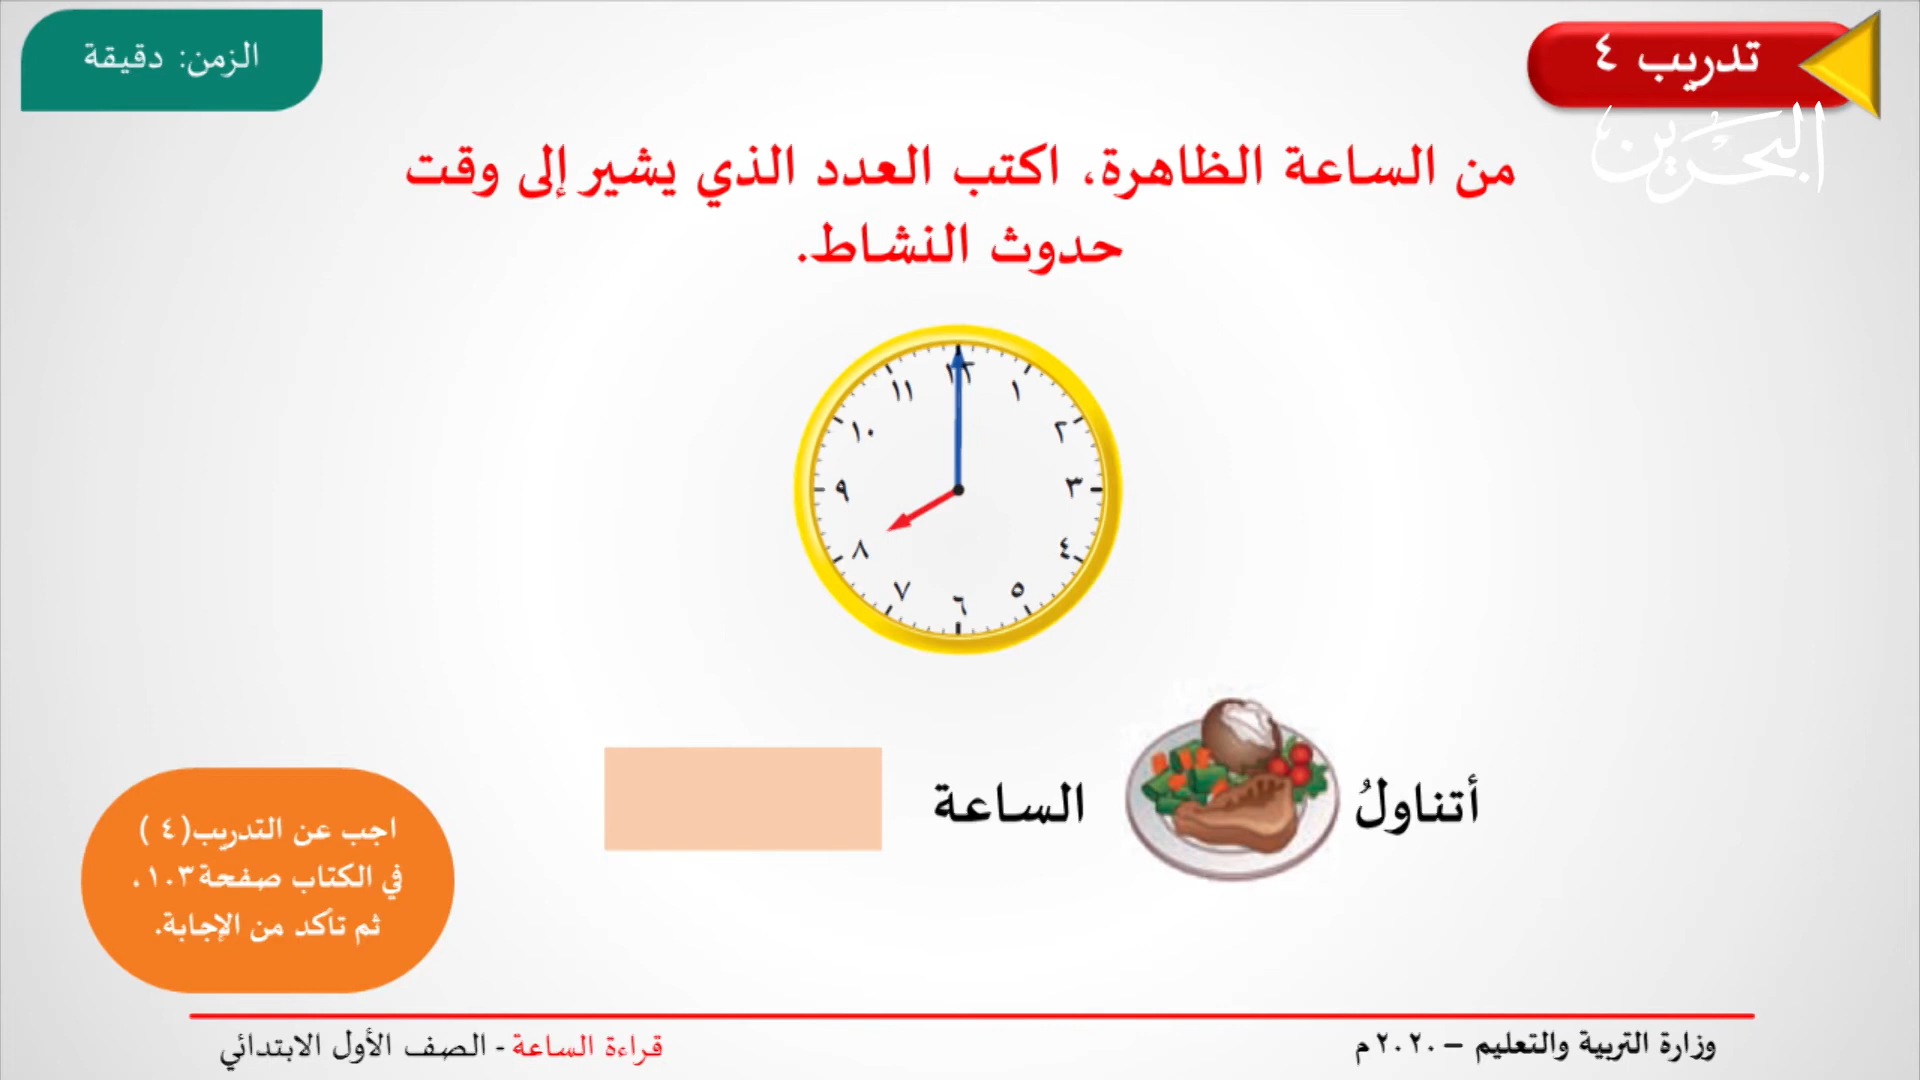 تدريب ٤
الزمن: دقيقة
البحرين
من الساعة الظاهرة، اكتب العدد الذي يشير إلى وقت
حدوث النشاط.
١٢
١
٢
٣
٤
٥
٦
٧
٨
٩
١٠
١١
أتناولُ الساعة
اجب عن التدريب(٤ )
في الكتاب صفحة١٠٣،
ثم تأكد من الإجابة.
وزارة التربية والتعليم – ٢٠٢٠م
قراءة الساعة - الصف الأول الابتدائي